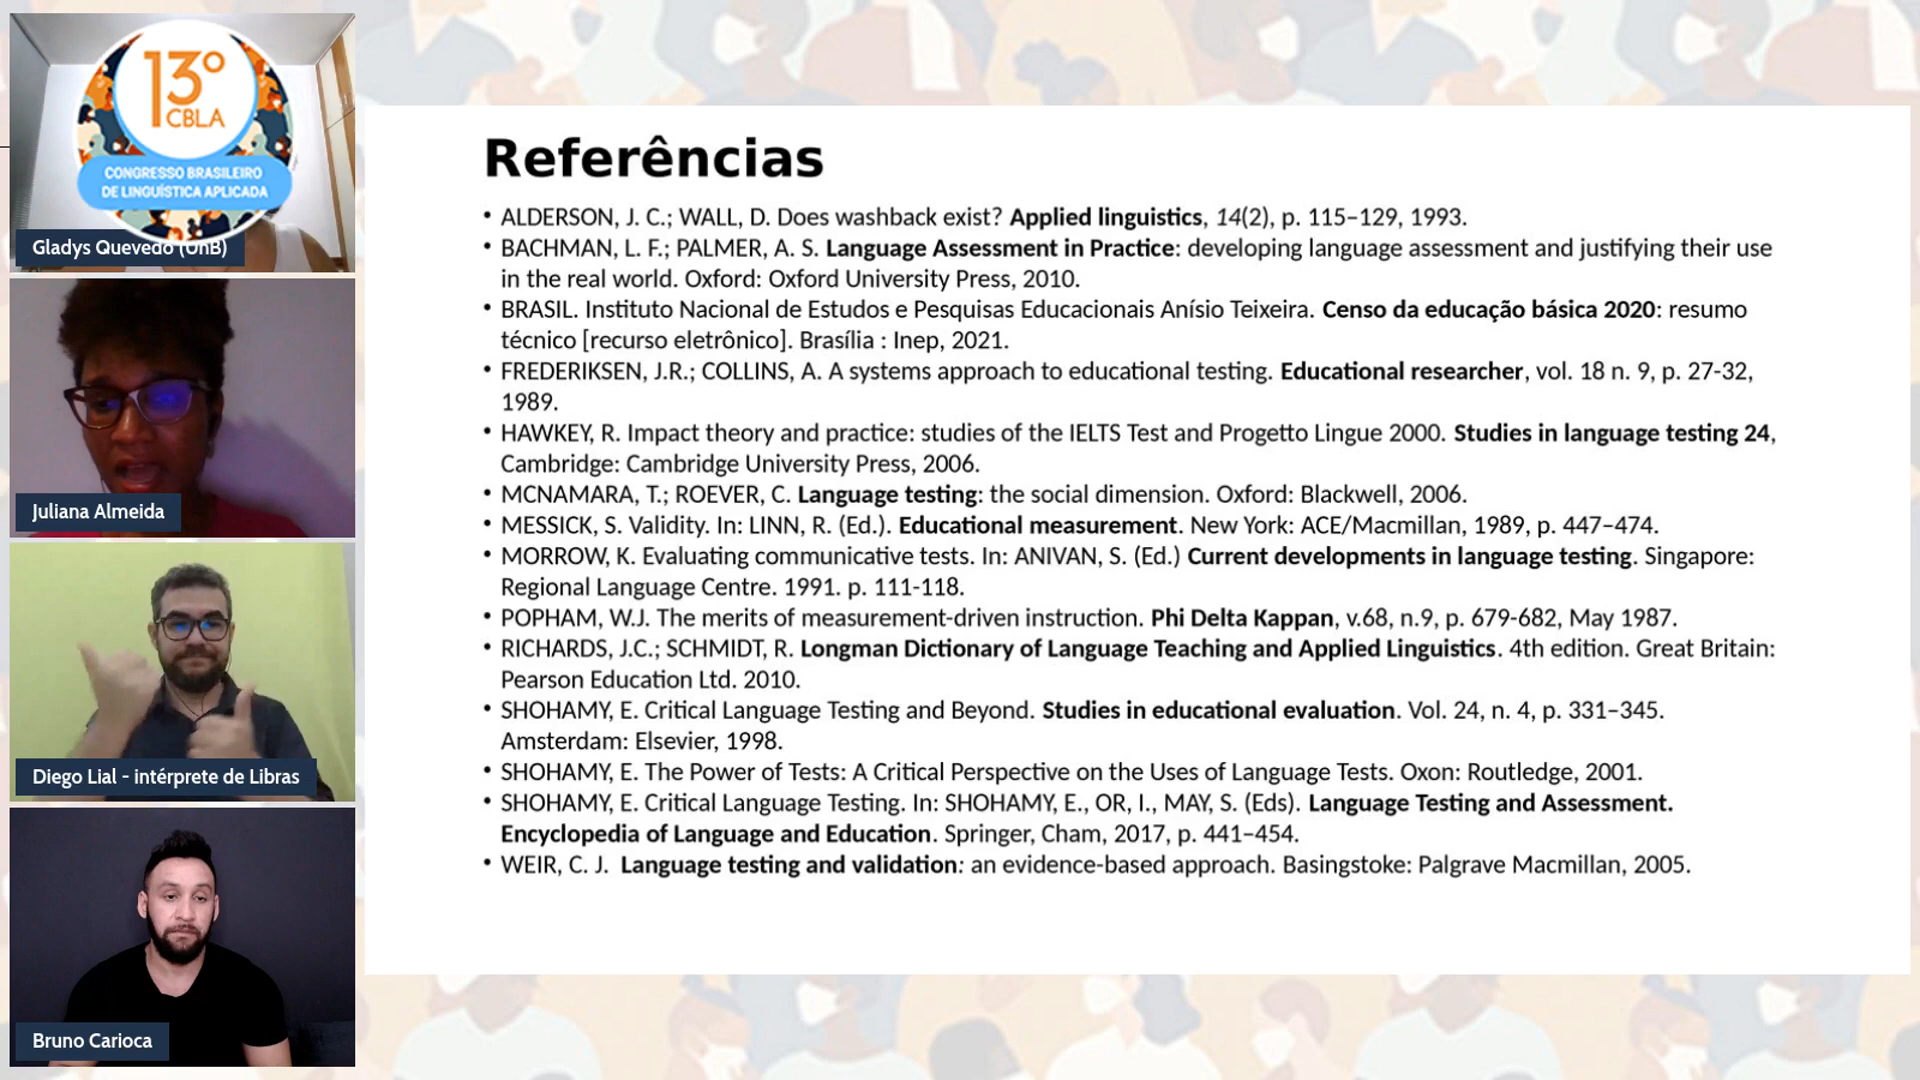 13º
CBLA
CONGRESSO BRASILEIRO
DE LINGUÍSTICA APLICADA
Gladys Quevedo (UnB)
Juliana Almeida
Diego Lial - intérprete de Libras
Bruno Carioca
Referências
• ALDERSON, J. C.; WALL, D. Does washback exist? Applied linguistics, 14(2), p. 115–129, 1993.
• BACHMAN, L. F.; PALMER, A. S. Language Assessment in Practice: developing language assessment and justifying their use
in the real world. Oxford: Oxford University Press, 2010.
• BRASIL. Instituto Nacional de Estudos e Pesquisas Educacionais Anísio Teixeira. Censo da educação básica 2020: resumo
técnico [recurso eletrônico]. Brasília : Inep, 2021.
• FREDERIKSEN, J.R.; COLLINS, A. A systems approach to educational testing. Educational researcher, vol. 18 n. 9, p. 27-32,
1989.
• HAWKEY, R. Impact theory and practice: studies of the IELTS Test and Progetto Lingue 2000. Studies in language testing 24,
Cambridge: Cambridge University Press, 2006.
• MCNAMARA, T.; ROEVER, C. Language testing: the social dimension. Oxford: Blackwell, 2006.
• MESSICK, S. Validity. In: LINN, R. (Ed.). Educational measurement. New York: ACE/Macmillan, 1989, p. 447–474.
• MORROW, K. Evaluating communicative tests. In: ANIVAN, S. (Ed.) Current developments in language testing. Singapore:
Regional Language Centre. 1991. p. 111-118.
• POPHAM, W.J. The merits of measurement-driven instruction. Phi Delta Kappan, v.68, n.9, p. 679-682, May 1987.
• RICHARDS, J.C.; SCHMIDT, R. Longman Dictionary of Language Teaching and Applied Linguistics. 4th edition. Great Britain:
Pearson Education Ltd. 2010.
• SHOHAMY, E. Critical Language Testing and Beyond. Studies in educational evaluation. Vol. 24, n. 4, p. 331–345.
Amsterdam: Elsevier, 1998.
• SHOHAMY, E. The Power of Tests: A Critical Perspective on the Uses of Language Tests. Oxon: Routledge, 2001.
• SHOHAMY, E. Critical Language Testing. In: SHOHAMY, E., OR, I., MAY, S. (Eds). Language Testing and Assessment.
Encyclopedia of Language and Education. Springer, Cham, 2017, p. 441–454.
• WEIR, C. J. Language testing and validation: an evidence-based approach. Basingstoke: Palgrave Macmillan, 2005.